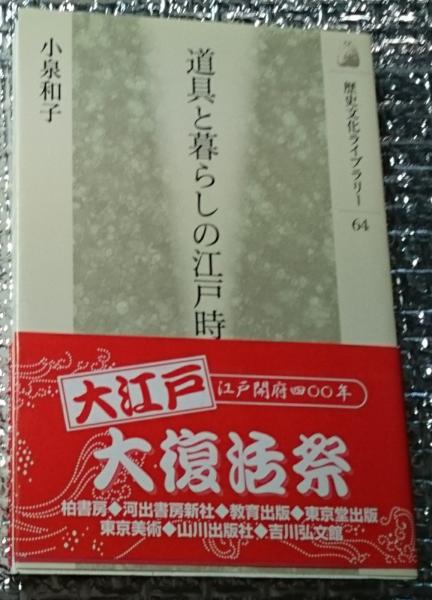 歴史文化ライブラリー
64
道具と暮らしの江戸時
小泉和子
大江戸
江戸開府四〇〇年
大復活祭
柏書房◆河出書房新社◆教育出版◆東京堂出版
東京美術◆山川出版社◆吉川弘文館